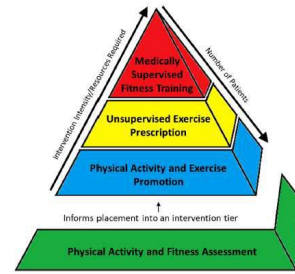 Intervention Intensity/Resources Required
Number of Patients
Medically
Supervised
Fitness Training
Unsupervised Exercise
Prescription
Physical Activity and Exercise
Promotion
Informs placement into an intervention tier
Physical Activity and Fitness Assessment